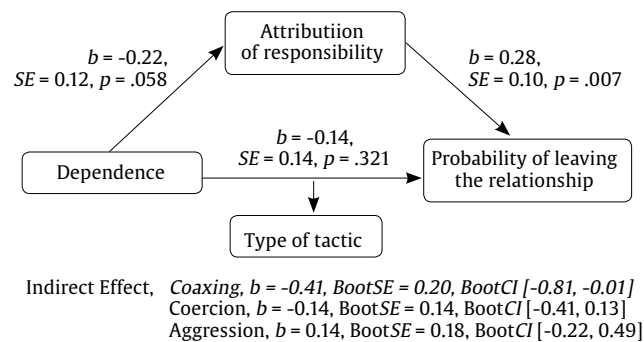 Attributiion
of responsibility
b = -0.22,
SE = 0.12, p = .058
b = 0.28,
SE = 0.10, p = .007
b = -0.14,
SE = 0.14, p = .321
Dependence
Probability of leaving
the relationship
Type of tactic
Indirect Effect, Coaxing, b = -0.41, BootSE = 0.20, BootCI [-0.81, -0.01]
Coercion, b = -0.14, BootSE = 0.14, BootCI [-0.41, 0.13]
Aggression, b = 0.14, BootSE = 0.18, BootCI [-0.22, 0.49]